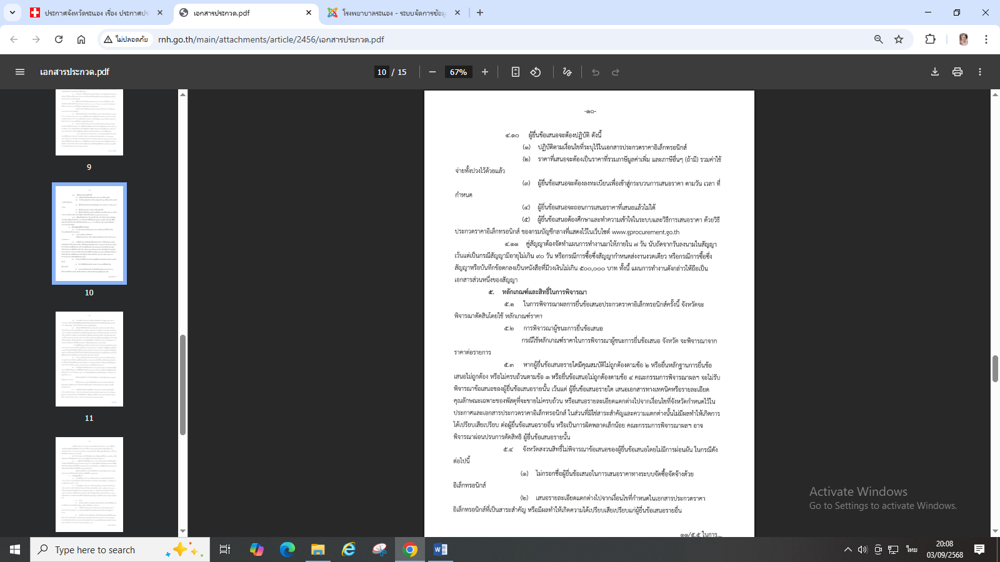 ประกาศจังหวัดระนอง เรื่อง ประกาศปร
เอกสารประกวด.pdf
โรงพยาบาลระนอง - ระบบจัดการข้อมู
ไม่ปลอดภัย
rnh.go.th/main/attachments/article/2456/เอกสารประกวด.pdf
เอกสารประกวด.pdf
10 / 15
67%
9
10
11
-๑๐-
๔.๑๐ ผู้ยื่นข้อเสนอจะต้องปฏิบัติ ดังนี้
(๑) ปฏิบัติตามเงื่อนไขที่ระบุไว้ในเอกสารประกวดราคาอิเล็กทรอนิกส์
(๒) ราคาที่เสนอจะต้องเป็นราคาที่รวมภาษีมูลค่าเพิ่ม และภาษีอื่นๆ (ถ้ามี) รวมค่าใช้
จ่ายทั้งปวงไว้ด้วยแล้ว
(๓) ผู้ยื่นข้อเสนอจะต้องลงทะเบียนเพื่อเข้าสู่กระบวนการเสนอราคา ตามวัน เวลา ที่
กำหนด
(๔) ผู้ยื่นข้อเสนอจะถอนการเสนอราคาที่เสนอแล้วไม่ได้
(๕) ผู้ยื่นข้อเสนอต้องศึกษาและทำความเข้าใจในระบบและวิธีการเสนอราคา ด้วยวิธี
ประกวดราคาอิเล็กทรอนิกส์ ของกรมบัญชีกลางที่แสดงไว้ในเว็บไซต์ www.gprocurement.go.th
๔.๑๑ คู่สัญญาต้องจัดทำแผนการทำงานมาให้ภายใน ๗ วัน นับถัดจากวันลงนามในสัญญา
เว้นแต่เป็นกรณีสัญญามีอายุไม่เกิน ๙๐ วัน หรือกรณีการซื้อซึ่งสัญญากำหนดส่งงานงวดเดียว หรือกรณีการซื้อซึ่ง
สัญญาหรือบันทึกข้อตกลงเป็นหนังสือที่มีวงเงินไม่เกิน ๕๐๐,๐๐๐ บาท ทั้งนี้ แผนการทำงานดังกล่าวให้ถือเป็น
เอกสารส่วนหนึ่งของสัญญา
๕. หลักเกณฑ์และสิทธิ์ในการพิจารณา
๕.๑ ในการพิจารณาผลการยื่นข้อเสนอประกวดราคาอิเล็กทรอนิกส์ครั้งนี้ จังหวัดจะ
พิจารณาตัดสินโดยใช้ หลักเกณฑ์ราคา
๕.๒ การพิจารณาผู้ชนะการยื่นข้อเสนอ
กรณีใช้หลักเกณฑ์ราคาในการพิจารณาผู้ชนะการยื่นข้อเสนอ จังหวัด จะพิจารณาจาก
ราคาต่อรายการ
๕.๓ หากผู้ยื่นข้อเสนอรายใดมีคุณสมบัติไม่ถูกต้องตามข้อ ๒ หรือยื่นหลักฐานการยื่นข้อ
เสนอไม่ถูกต้อง หรือไม่ครบถ้วนตามข้อ ๓ หรือยื่นข้อเสนอไม่ถูกต้องตามข้อ ๔ คณะกรรมการพิจารณาผลฯ จะไม่รับ
พิจารณาข้อเสนอของผู้ยื่นข้อเสนอรายนั้น เว้นแต่ ผู้ยื่นข้อเสนอรายใด เสนอเอกสารทางเทคนิคหรือรายละเอียด
คุณลักษณะเฉพาะของพัสดุที่จะขายไม่ครบถ้วน หรือเสนอรายละเอียดแตกต่างไปจากเงื่อนไขที่จังหวัดกำหนดไว้ใน
ประกาศและเอกสารประกวดราคาอิเล็กทรอนิกส์ ในส่วนที่มิใช่สาระสำคัญและความแตกต่างนั้นไม่มีผลทำให้เกิดการ
ได้เปรียบเสียเปรียบ ต่อผู้ยื่นข้อเสนอรายอื่น หรือเป็นการผิดพลาดเล็กน้อย คณะกรรมการพิจารณาผลฯ อาจ
พิจารณาผ่อนปรนการตัดสิทธิ ผู้ยื่นข้อเสนอรายนั้น
๕.๔ จังหวัดสงวนสิทธิ์ไม่พิจารณาข้อเสนอของผู้ยื่นข้อเสนอโดยไม่มีการผ่อนผัน ในกรณีดัง
ต่อไปนี้
(๑) ไม่กรอกชื่อผู้ยื่นข้อเสนอในการเสนอราคาทางระบบจัดซื้อจัดจ้างด้วย
อิเล็กทรอนิกส์
(๒) เสนอรายละเอียดแตกต่างไปจากเงื่อนไขที่กำหนดในเอกสารประกวดราคา
อิเล็กทรอนิกส์ที่เป็นสาระสำคัญ หรือมีผลทำให้เกิดความได้เปรียบเสียเปรียบแก่ผู้ยื่นข้อเสนอรายอื่น
๑๑/๕.๕ ในการ...
Activate Windows
Go to Settings to activate Windows.
Type here to search
ไทย
20:08
03/09/2568